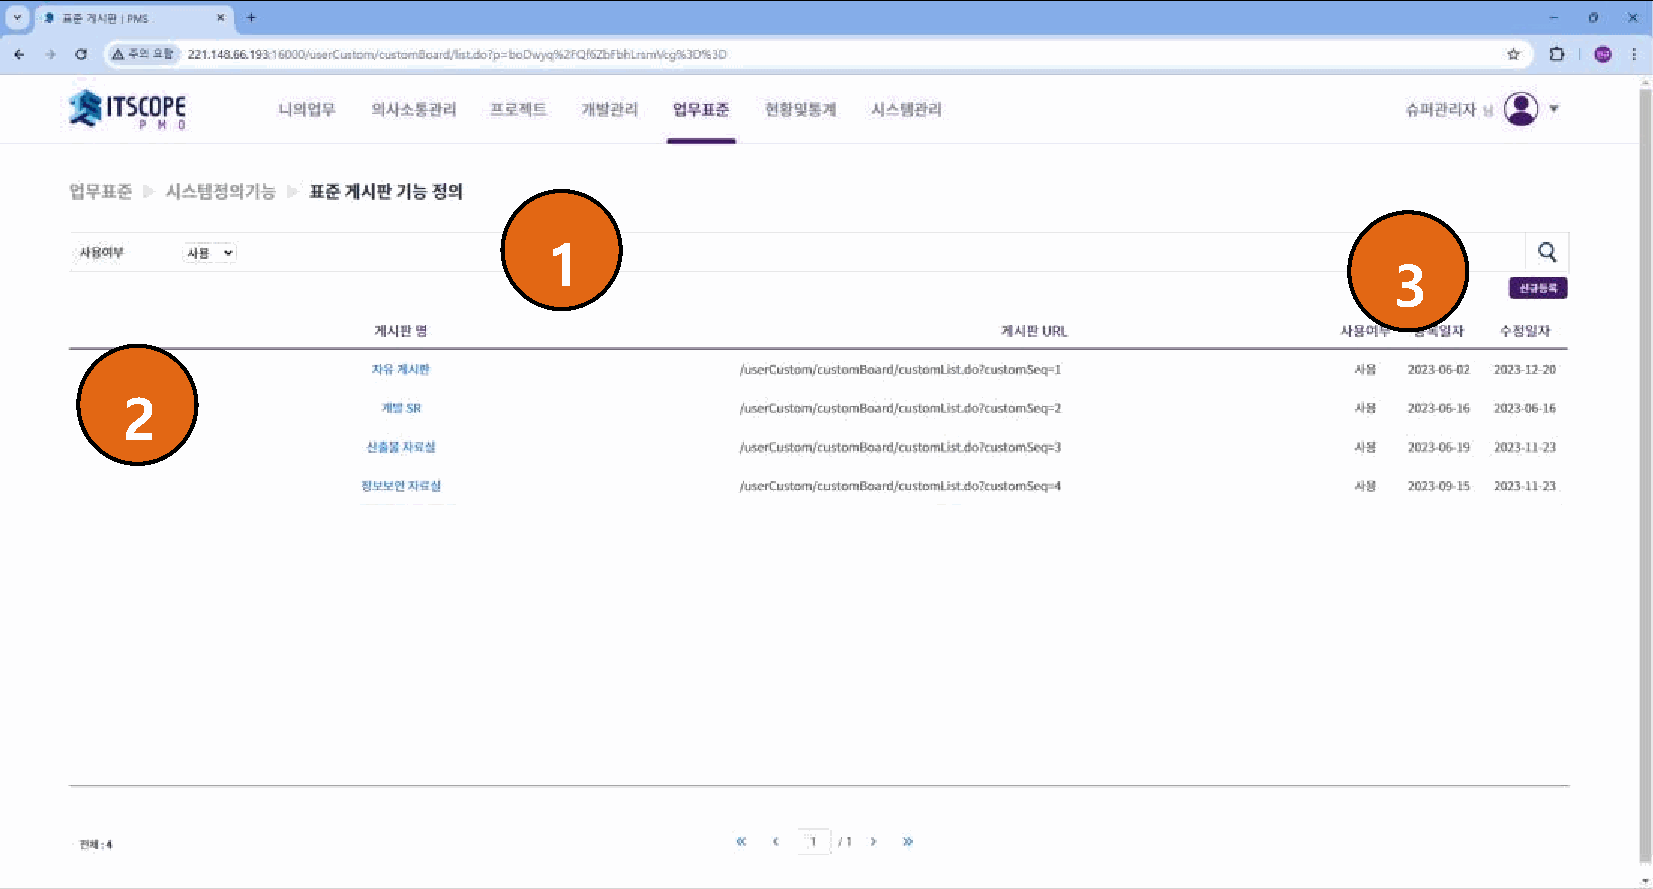 표준 게시판 | PMS
주의 요함 221.148.66.193:16000/userCustom/customBoard/list.do?p=boDwyq%2FQf6ZbFbhLrsmVcg%3D%3D
ITSCOPE
PMO
나의업무 의사소통관리 프로젝트 개발관리 업무표준 현황및통계 시스템관리 슈퍼관리자 님
업무표준 시스템정의기능 표준 게시판 기능 정의
사용여부 사용
1
3
신규등록
게시판 명 게시판 URL 사용여부 등록일자 수정일자
2
자유 게시판 /userCustom/customBoard/customList.do?customSeq=1 사용 2023-06-02 2023-12-20
개발 SR /userCustom/customBoard/customList.do?customSeq=2 사용 2023-06-16 2023-06-16
산출물 자료실 /userCustom/customBoard/customList.do?customSeq=3 사용 2023-06-19 2023-11-23
정보보안 자료실 /userCustom/customBoard/customList.do?customSeq=4 사용 2023-09-15 2023-11-23
전체 : 4 « ‹ 1 / 1 › »